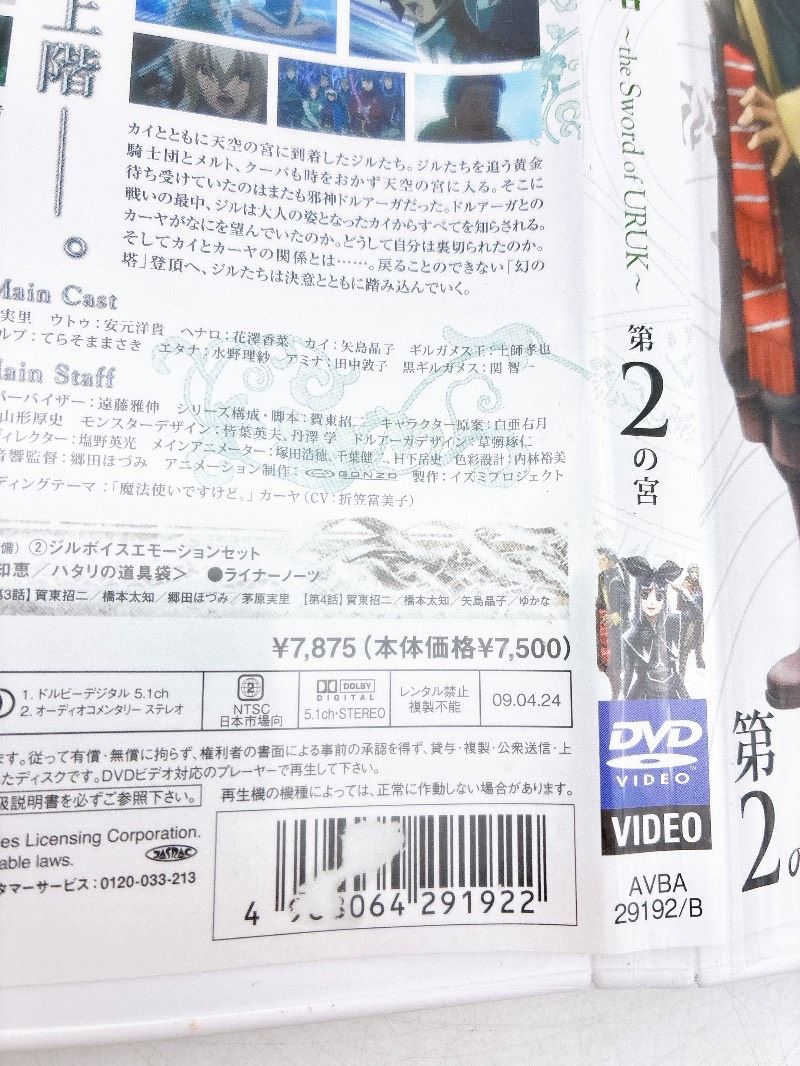 上階――。
カイとともに天空の宮に到着したジルたち。ジルたちを追う黄金
騎士団とメルト、クーパも時をおかず天空の宮に入る。そこに
待ち受けていたのはまたも邪神ドルアーガだった。ドルアーガとの
戦いの最中、ジルは大人の姿となったカイからすべてを知らされる。
カーヤがなにを望んでいたのか。どうして自分は裏切られたのか。
そしてカイとカーヤの関係とは……。戻ることのできない「幻の
塔」登頂へ、ジルたちは決意とともに踏み込んでいく。
Main Cast
実里 ウトゥ:安元洋貴 ヘナロ:花澤香菜 カイ:矢島晶子 ギルガメス王:土師孝也
ルブ:てらそままさき エタナ:水野理紗 アミナ:田中敦子 黒ギルガメス:関 智一
Main Staff
パーバイザー:遠藤雅伸 シリーズ構成・脚本:賀東招二 キャラクター原案:白亜右月
山形厚史 モンスターデザイン:皆葉英夫、丹澤 学 ドルアーガデザイン:草彅琢仁
ディレクター:塩野英光 メインアニメーター:塚田浩徳、千葉健二、日下岳史 色彩設計:内林裕美
音響監督:郷田ほづみ アニメーション制作:GONZO 製作:イズミプロジェクト
ディングテーマ:「魔法使いですけど。」カーヤ(CV:折笠富美子)
備) ②ジルボイスエモーションセット
知恵/ハタリの道具袋> ●ライナーノーツ
第3話】賀東招二/橋本太知/郷田ほづみ/茅原実里 【第4話】賀東招二/橋本太知/矢島晶子/ゆかな
¥7,875(本体価格¥7,500)
1. ドルビーデジタル 5.1ch
2. オーディオコメンタリー ステレオ
2
NTSC
日本市場向
DOLBY
DIGITAL
5.1ch・STEREO
レンタル禁止
複製不能
09.04.24
ます。従って有償・無償に拘らず、権利者の書面による事前の承認を得ず、貸与・複製・公衆送信・上
たディスクです。DVDビデオ対応のプレーヤーで再生して下さい。
扱説明書を必ずご参照下さい。
再生機の機種によっては、正常に作動しない場合があります。
es Licensing Corporation.
able laws.
JASRAC
タマーサービス:0120-033-213
4 988064 291922
~the Sword of URUK~
第2の宮
DVD
VIDEO
VIDEO
AVBA
29192/B
第2の